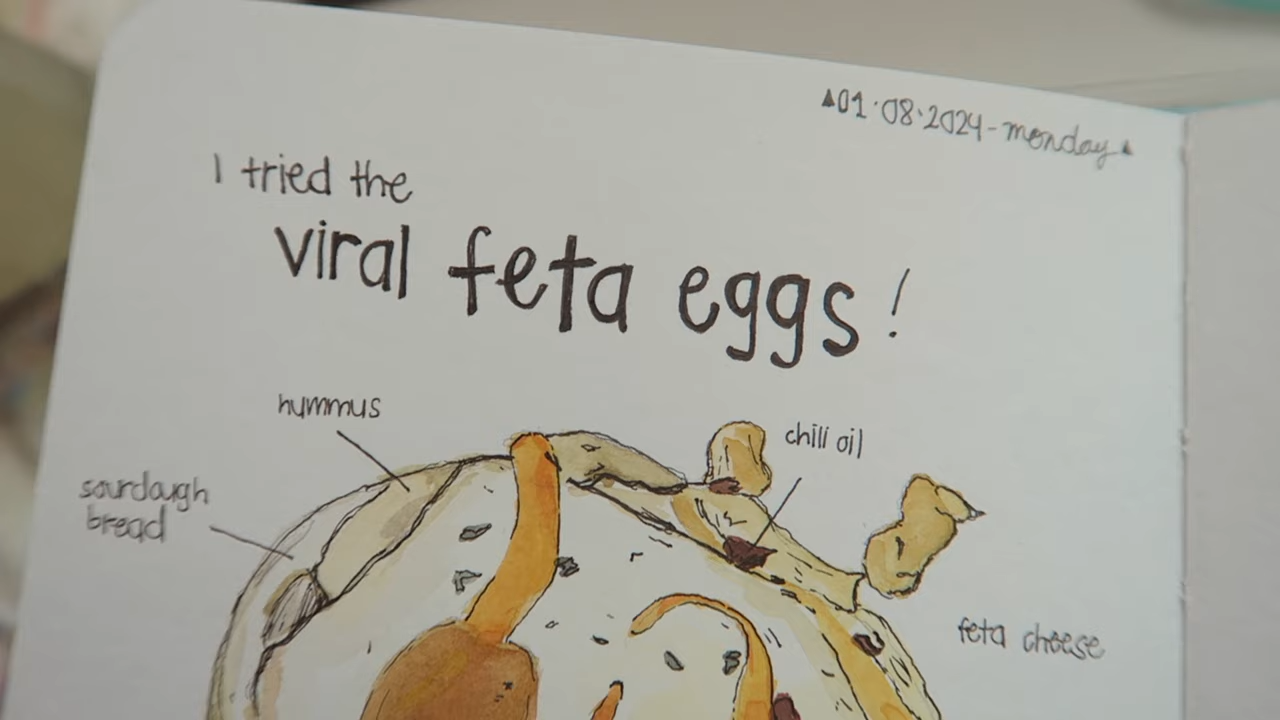 ▲01.08.2024-monday▲
I tried the
viral feta eggs!
hummus
chili oil
sourdough
bread
feta cheese